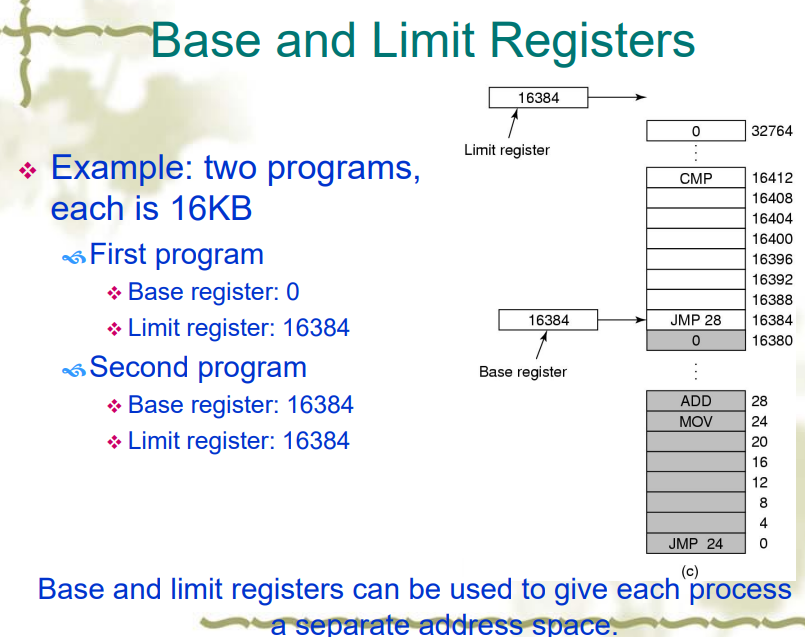 Base and Limit Registers
Example: two programs,
each is 16KB
First program
Base register: 0
Limit register: 16384
Second program
Base register: 16384
Limit register: 16384
16384
Limit register
0 32764
CMP 16412
16408
16404
16400
16396
16392
16388
16384
JMP 28 16384
0 16380
Base register
ADD 28
MOV 24
20
16
12
8
4
JMP 24 0
(c)
Base and limit registers can be used to give each process
a separate address space.